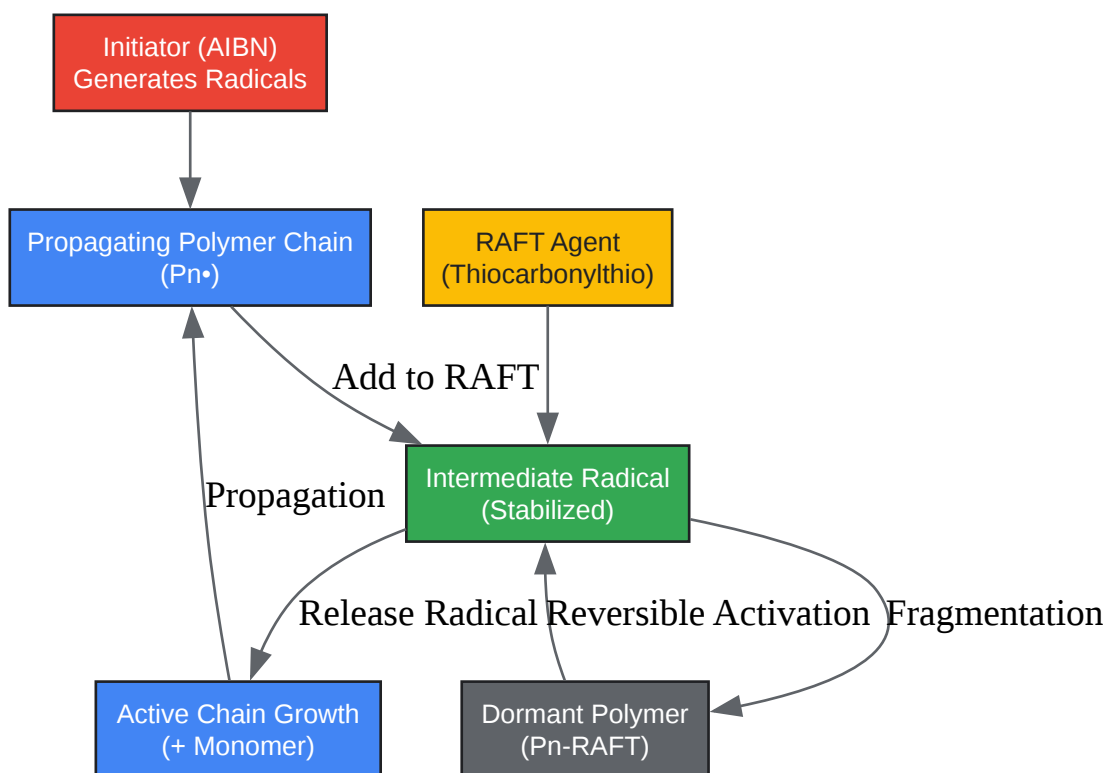 Initiator (AIBN)
Generates Radicals
Propagating Polymer Chain
(Pn•)
RAFT Agent
(Thiocarbonylthio)
Add to RAFT
Intermediate Radical
(Stabilized)
Propagation
Release Radical
Reversible Activation
Fragmentation
Active Chain Growth
(+ Monomer)
Dormant Polymer
(Pn-RAFT)